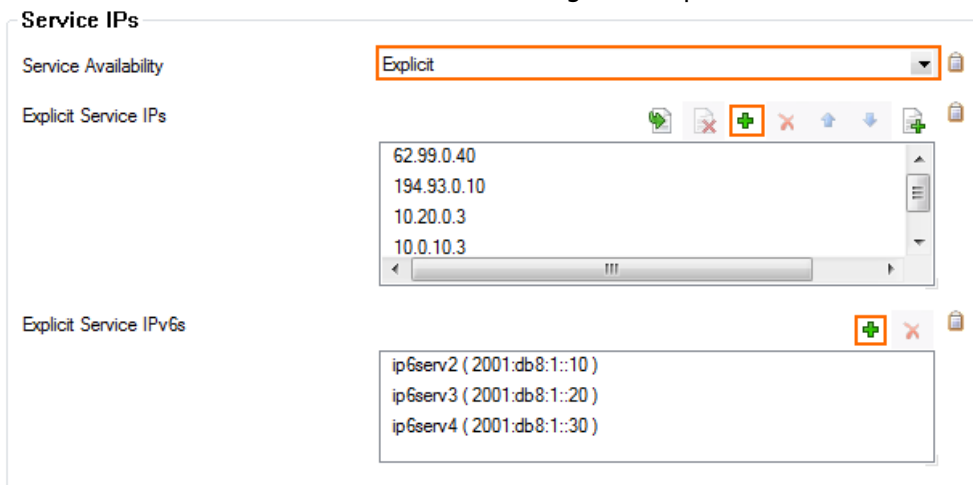 Service IPs
Service Availability
Explicit
Explicit Service IPs
62.99.0.40
194.93.0.10
10.20.0.3
10.0.10.3
Explicit Service IPv6s
ip6serv2 ( 2001:db8:1::10 )
ip6serv3 ( 2001:db8:1::20 )
ip6serv4 ( 2001:db8:1::30 )